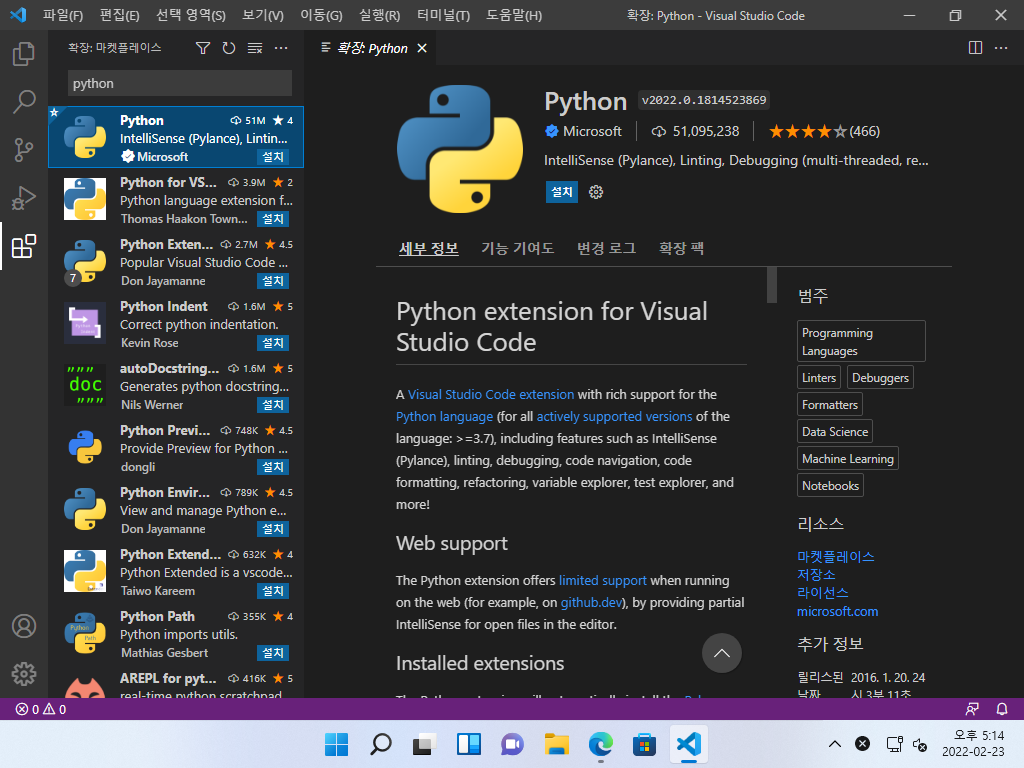 파일(F) 편집(E) 선택 영역(S) 보기(V) 이동(G) 실행(R) 터미널(T) 도움말(H) 확장: Python - Visual Studio Code
확장: 마켓플레이스
python
Python 51M ★ 4
IntelliSense (Pylance), Lintin...
Microsoft 설치
Python for VS... 3.9M ★ 2
Python language extension f...
Thomas Haakon Town... 설치
Python Exten... 2.7M ★ 4.5
Popular Visual Studio Code ...
7
Don Jayamanne 설치
Python Indent 1.6M ★ 5
Correct python indentation.
Kevin Rose 설치
autoDocstring... 1.6M ★ 5
Generates python docstring...
Nils Werner 설치
"""
doc
"""
Python Previ... 748K ★ 4.5
Provide Preview for Python ...
dongli 설치
Python Envir... 789K ★ 4.5
View and manage Python e...
Don Jayamanne 설치
Python Extend... 632K ★ 4
Python Extended is a vscode...
Taiwo Kareem 설치
Python Path 355K ★ 4
Python imports utils.
Mathias Gesbert 설치
Python
Path
AREPL for pyt... 416K ★ 5
real-time python scratchpad
확장: Python
Python v2022.0.1814523869
Microsoft 51,095,238 ★★★★☆(466)
IntelliSense (Pylance), Linting, Debugging (multi-threaded, re...
설치
세부 정보 기능 기여도 변경 로그 확장 팩
Python extension for Visual
Studio Code
A Visual Studio Code extension with rich support for the
Python language (for all actively supported versions of the
language: >=3.7), including features such as IntelliSense
(Pylance), linting, debugging, code navigation, code
formatting, refactoring, variable explorer, test explorer, and
more!
Web support
The Python extension offers limited support when running
on the web (for example, on github.dev), by providing partial
IntelliSense for open files in the editor.
Installed extensions
범주
Programming
Languages
Linters Debuggers
Formatters
Data Science
Machine Learning
Notebooks
리소스
마켓플레이스
저장소
라이선스
microsoft.com
추가 정보
릴리스된 2016. 1. 20. 24
날짜 시 3분 11초
0 0
오후 5:14
2022-02-23